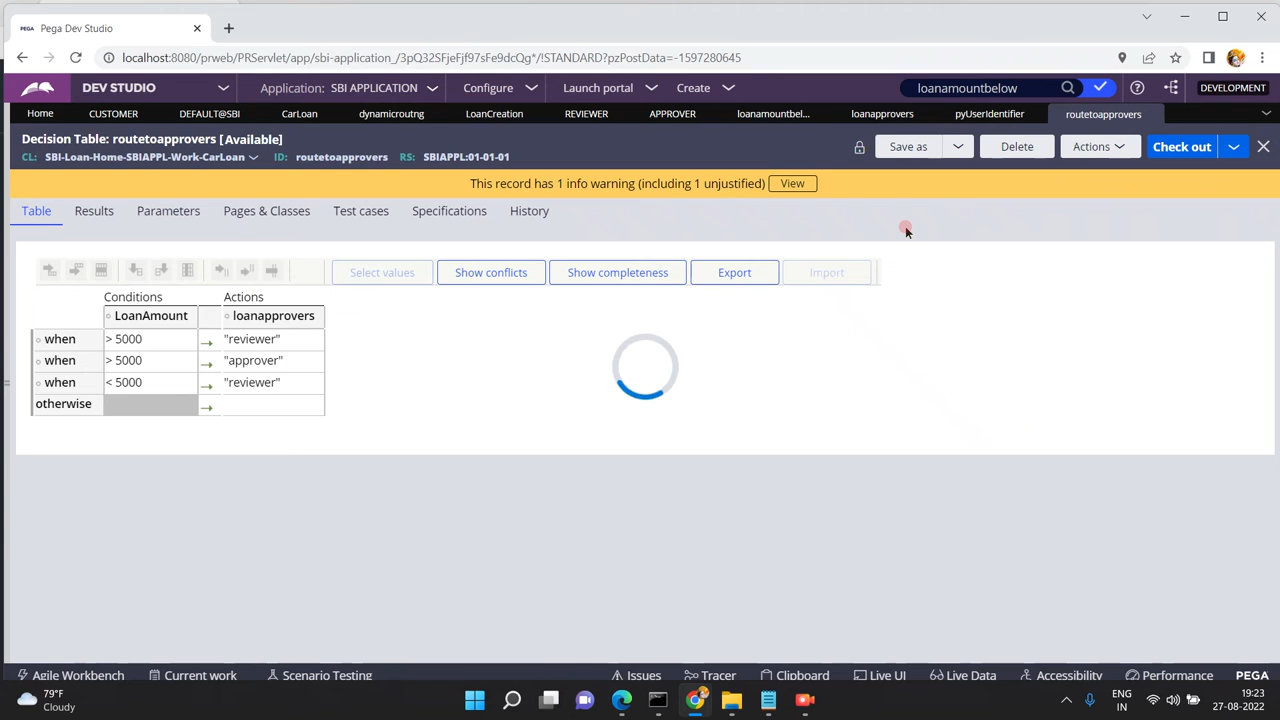 PEGA Pega Dev Studio
localhost:8080/prweb/PRServlet/app/sbi-application_/3pQ32SFjeFjf97sFe9drQg*/!STANDARD?pzPostData=-1597280645
DEV STUDIO Application: SBI APPLICATION Configure Launch portal Create loanamountbelow DEVELOPMENT
Home CUSTOMER DEFAULT@SBI CarLoan dynamicroutng LoanCreation REVIEWER APPROVER loanamountbel... loanapprovers pyUserIdentifier routetoapprovers
Decision Table: routetoapprovers [Available]
CL: SBI-Loan-Home-SBIAPPL-Work-CarLoan ID: routetoapprovers RS: SBIAPPL:01-01-01
Save as Delete Actions Check out
This record has 1 info warning (including 1 unjustified) View
Table Results Parameters Pages & Classes Test cases Specifications History
Select values Show conflicts Show completeness Export Import
Conditions Actions
LoanAmount loanapprovers
when > 5000 "reviewer"
when > 5000 "approver"
when < 5000 "reviewer"
otherwise
Agile Workbench Current work Scenario Testing Issues Tracer Clipboard Live UI Live Data Accessibility Performance PEGA
79°F
Cloudy
ENG
IN
19:23
27-08-2022